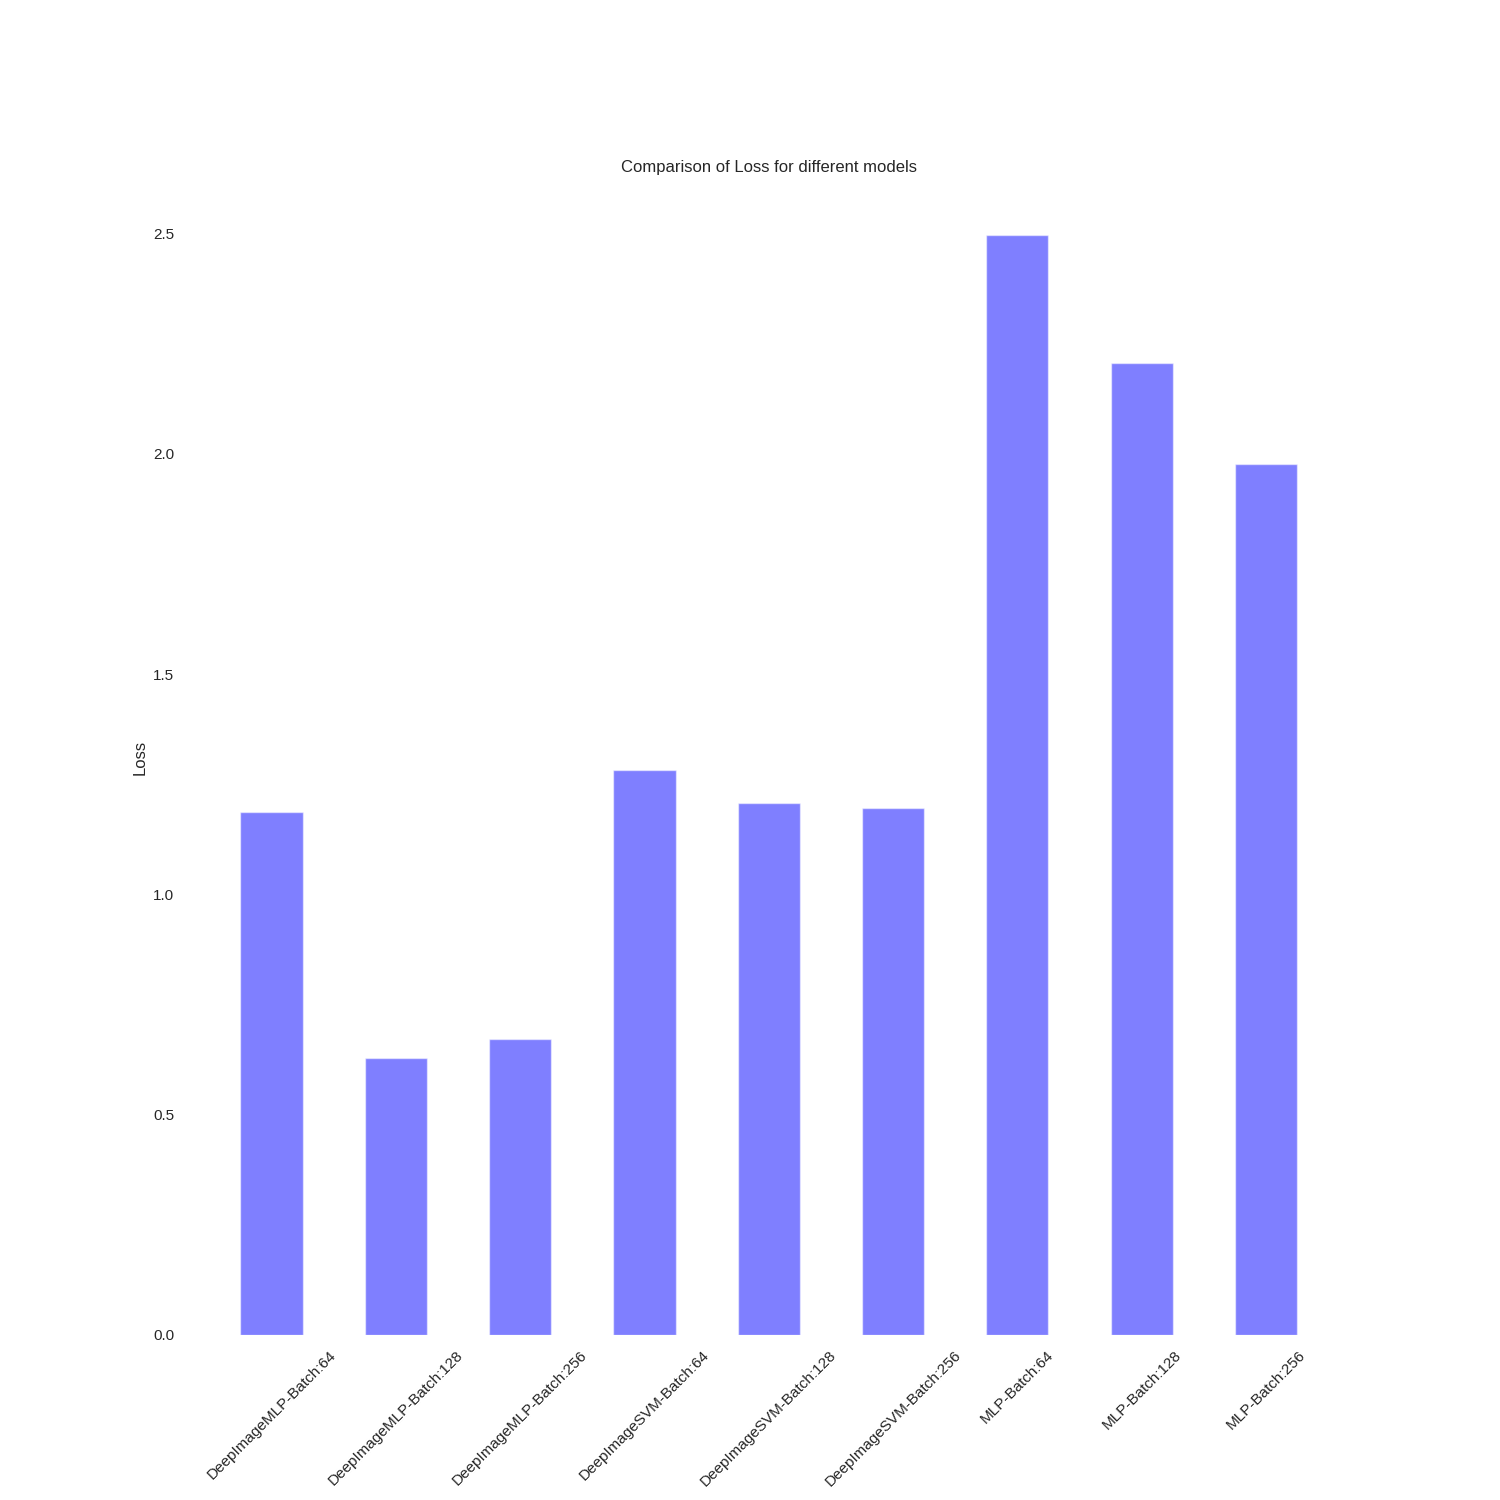 Comparison of Loss for different models
2.5
2.0
1.5
Loss
1.0
0.5
0.0
DeepImageMLP-Batch:64
DeepImageMLP-Batch:128
DeepImageMLP-Batch:256
DeepImageSVM-Batch:64
DeepImageSVM-Batch:128
DeepImageSVM-Batch:256
MLP-Batch:64
MLP-Batch:128
MLP-Batch:256